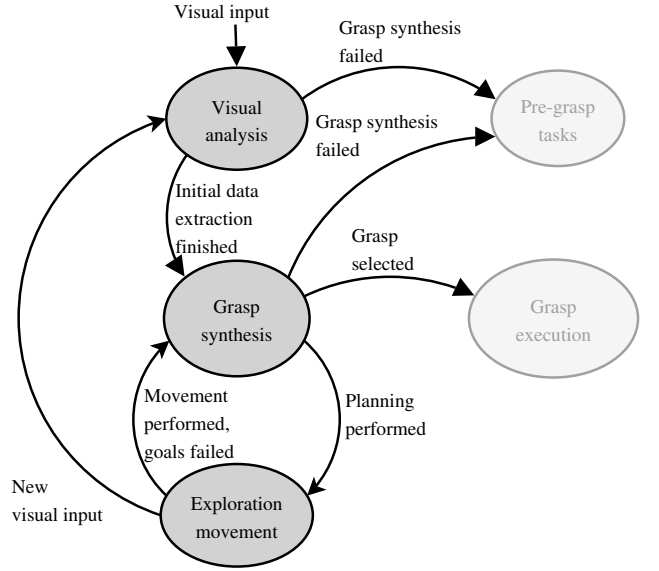 Visual input
Grasp synthesis
failed
Visual
analysis
Pre-grasp
tasks
Grasp synthesis
failed
Initial data
extraction
finished
Grasp
selected
Grasp
synthesis
Grasp
execution
Movement
performed,
goals failed
Planning
performed
New
visual input
Exploration
movement